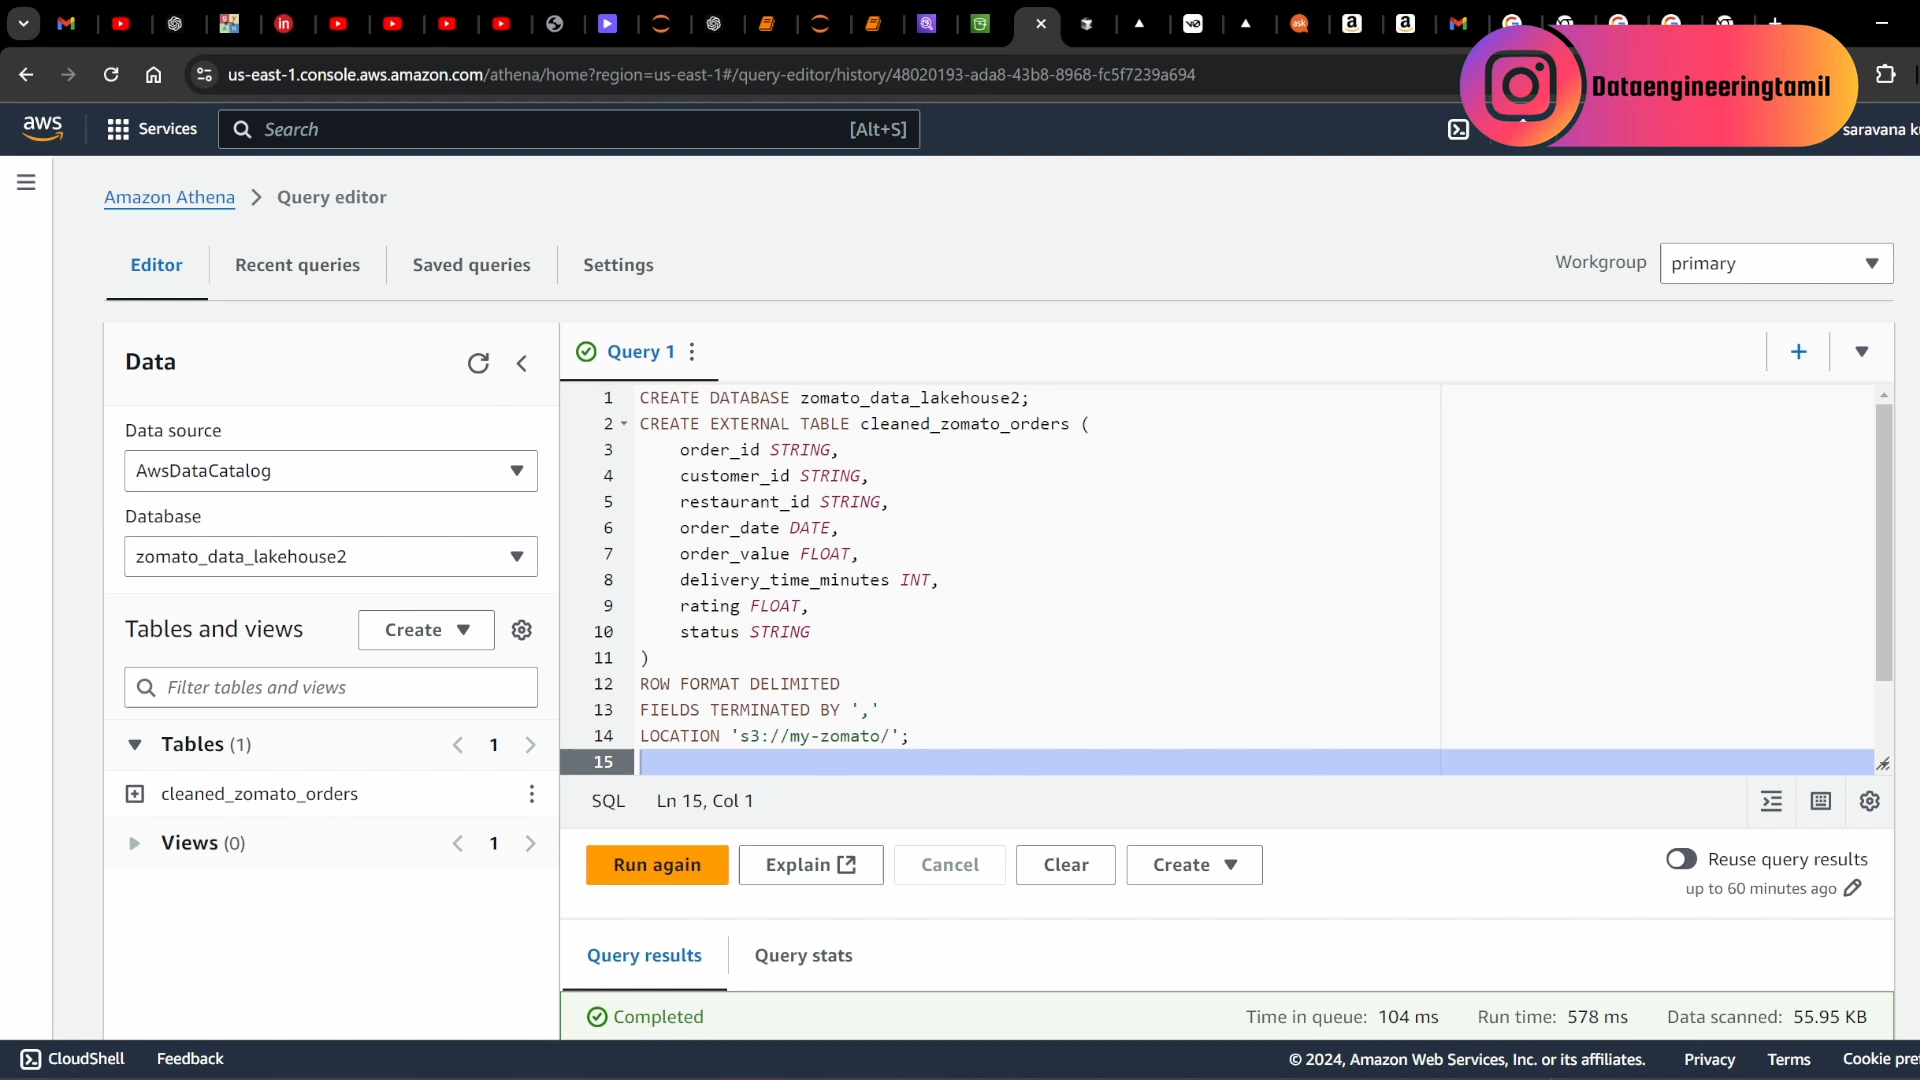 us-east-1.console.aws.amazon.com/athena/home?region=us-east-1#/query-editor/history/48020193-ada8-43b8-8968-fc5f7239a694
Dataengineeringtamil
aws
Services
Search
[Alt+S]
saravana k
Amazon Athena > Query editor
Editor
Recent queries
Saved queries
Settings
Workgroup
primary
Data
Data source
AwsDataCatalog
Database
zomato_data_lakehouse2
Tables and views
Create
Filter tables and views
Tables (1)
1
cleaned_zomato_orders
Views (0)
1
Query 1
1 CREATE DATABASE zomato_data_lakehouse2;
2 CREATE EXTERNAL TABLE cleaned_zomato_orders (
3 order_id STRING,
4 customer_id STRING,
5 restaurant_id STRING,
6 order_date DATE,
7 order_value FLOAT,
8 delivery_time_minutes INT,
9 rating FLOAT,
10 status STRING
11 )
12 ROW FORMAT DELIMITED
13 FIELDS TERMINATED BY ','
14 LOCATION 's3://my-zomato/';
15
SQL
Ln 15, Col 1
Run again
Explain
Cancel
Clear
Create
Reuse query results
up to 60 minutes ago
Query results
Query stats
Completed
Time in queue: 104 ms
Run time: 578 ms
Data scanned: 55.95 KB
CloudShell
Feedback
© 2024, Amazon Web Services, Inc. or its affiliates.
Privacy
Terms
Cookie pre